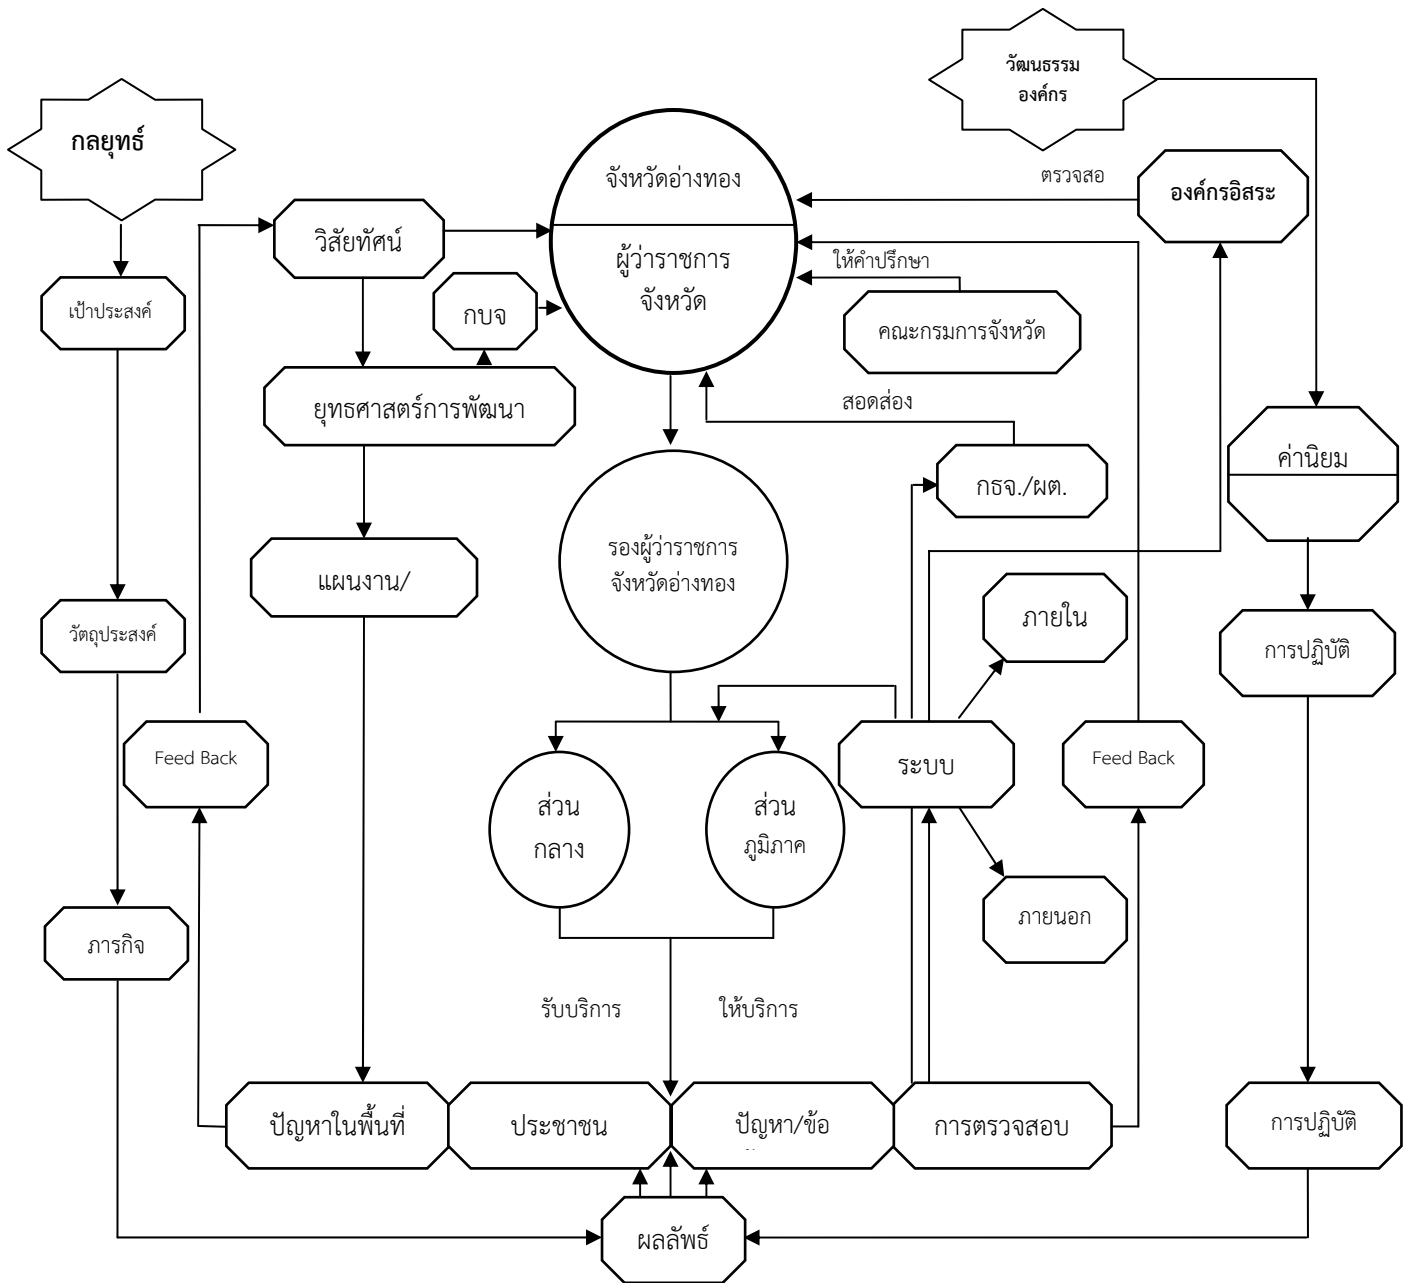 วัฒนธรรม
องค์กร
กลยุทธ์
จังหวัดอ่างทอง
ตรวจสอ
องค์กรอิสระ
วิสัยทัศน์
ผู้ว่าราชการ
จังหวัด
ให้คำปรึกษา
เป้าประสงค์
กบจ
คณะกรมการจังหวัด
ยุทธศาสตร์การพัฒนา
สอดส่อง
ค่านิยม
กธจ./ผต.
รองผู้ว่าราชการ
จังหวัดอ่างทอง
แผนงาน/
ภายใน
วัตถุประสงค์
การปฏิบัติ
Feed Back
ระบบ
Feed Back
ส่วน
กลาง
ส่วน
ภูมิภาค
ภายนอก
ภารกิจ
รับบริการ
ให้บริการ
ปัญหาในพื้นที่
ประชาชน
ปัญหา/ข้อ
การตรวจสอบ
การปฏิบัติ
ผลลัพธ์